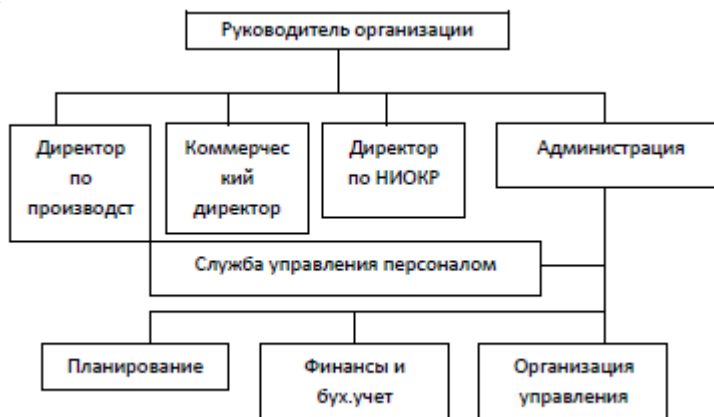 Руководитель организации
Директор
по
производст
Коммерчес
кий
директор
Директор
по НИОКР
Администрация
Служба управления персоналом
Планирование
Финансы и
бух.учет
Организация
управления